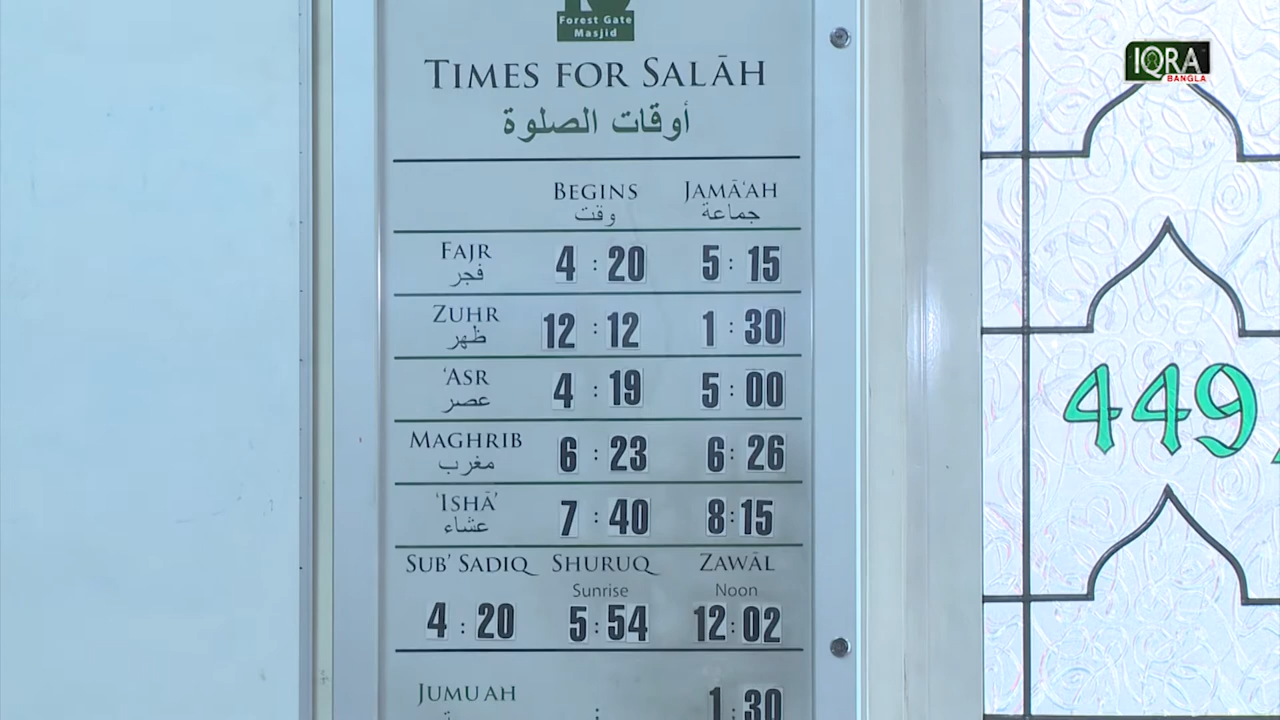 Forest Gate
Masjid
TIMES FOR SALĀH
أوقات الصلوة
BEGINS JAMĀ‘AH
وقت جماعة
FAJR 4 : 20 5 : 15
فجر
ZUHR 12 : 12 1 : 30
ظهر
‘ASR 4 : 19 5 : 00
عصر
MAGHRIB 6 : 23 6 : 26
مغرب
‘ISHĀ’ 7 : 40 8 : 15
عشاء
SUB’ SADIQ SHURUQ ZAWĀL
Sunrise Noon
4 : 20 5 : 54 12 : 02
JUMUAH : 1 : 30
IQRA
BANGLA
449